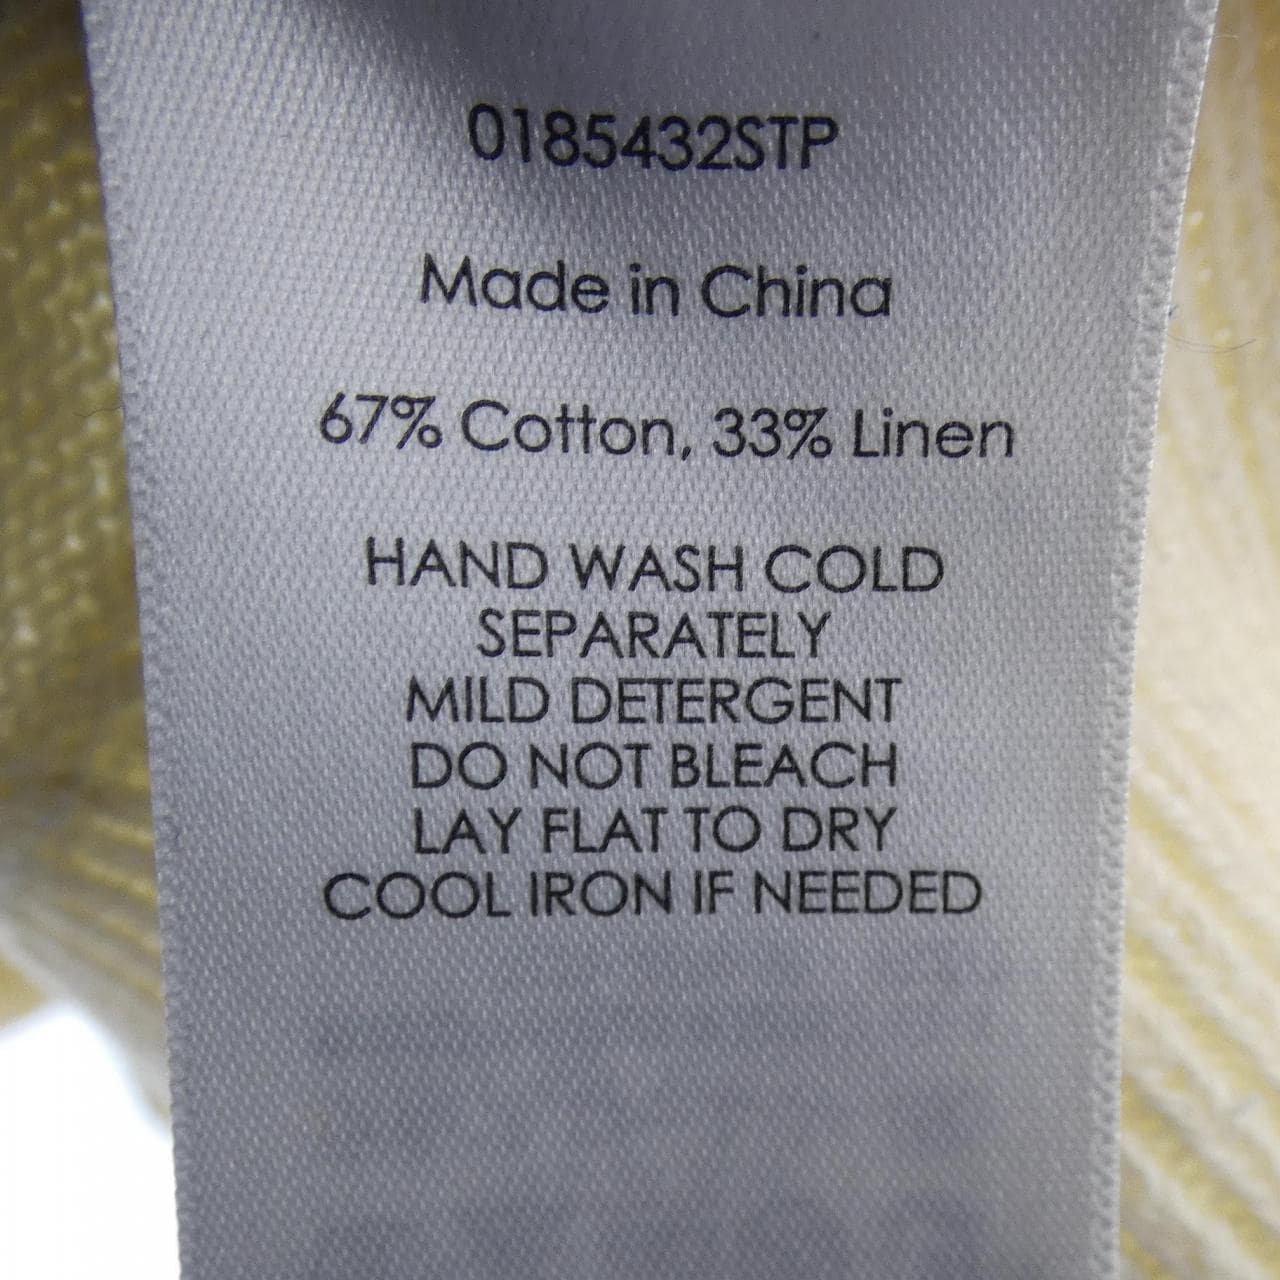 0185432STP
Made in China
67% Cotton, 33% Linen
HAND WASH COLD
SEPARATELY
MILD DETERGENT
DO NOT BLEACH
LAY FLAT TO DRY
COOL IRON IF NEEDED